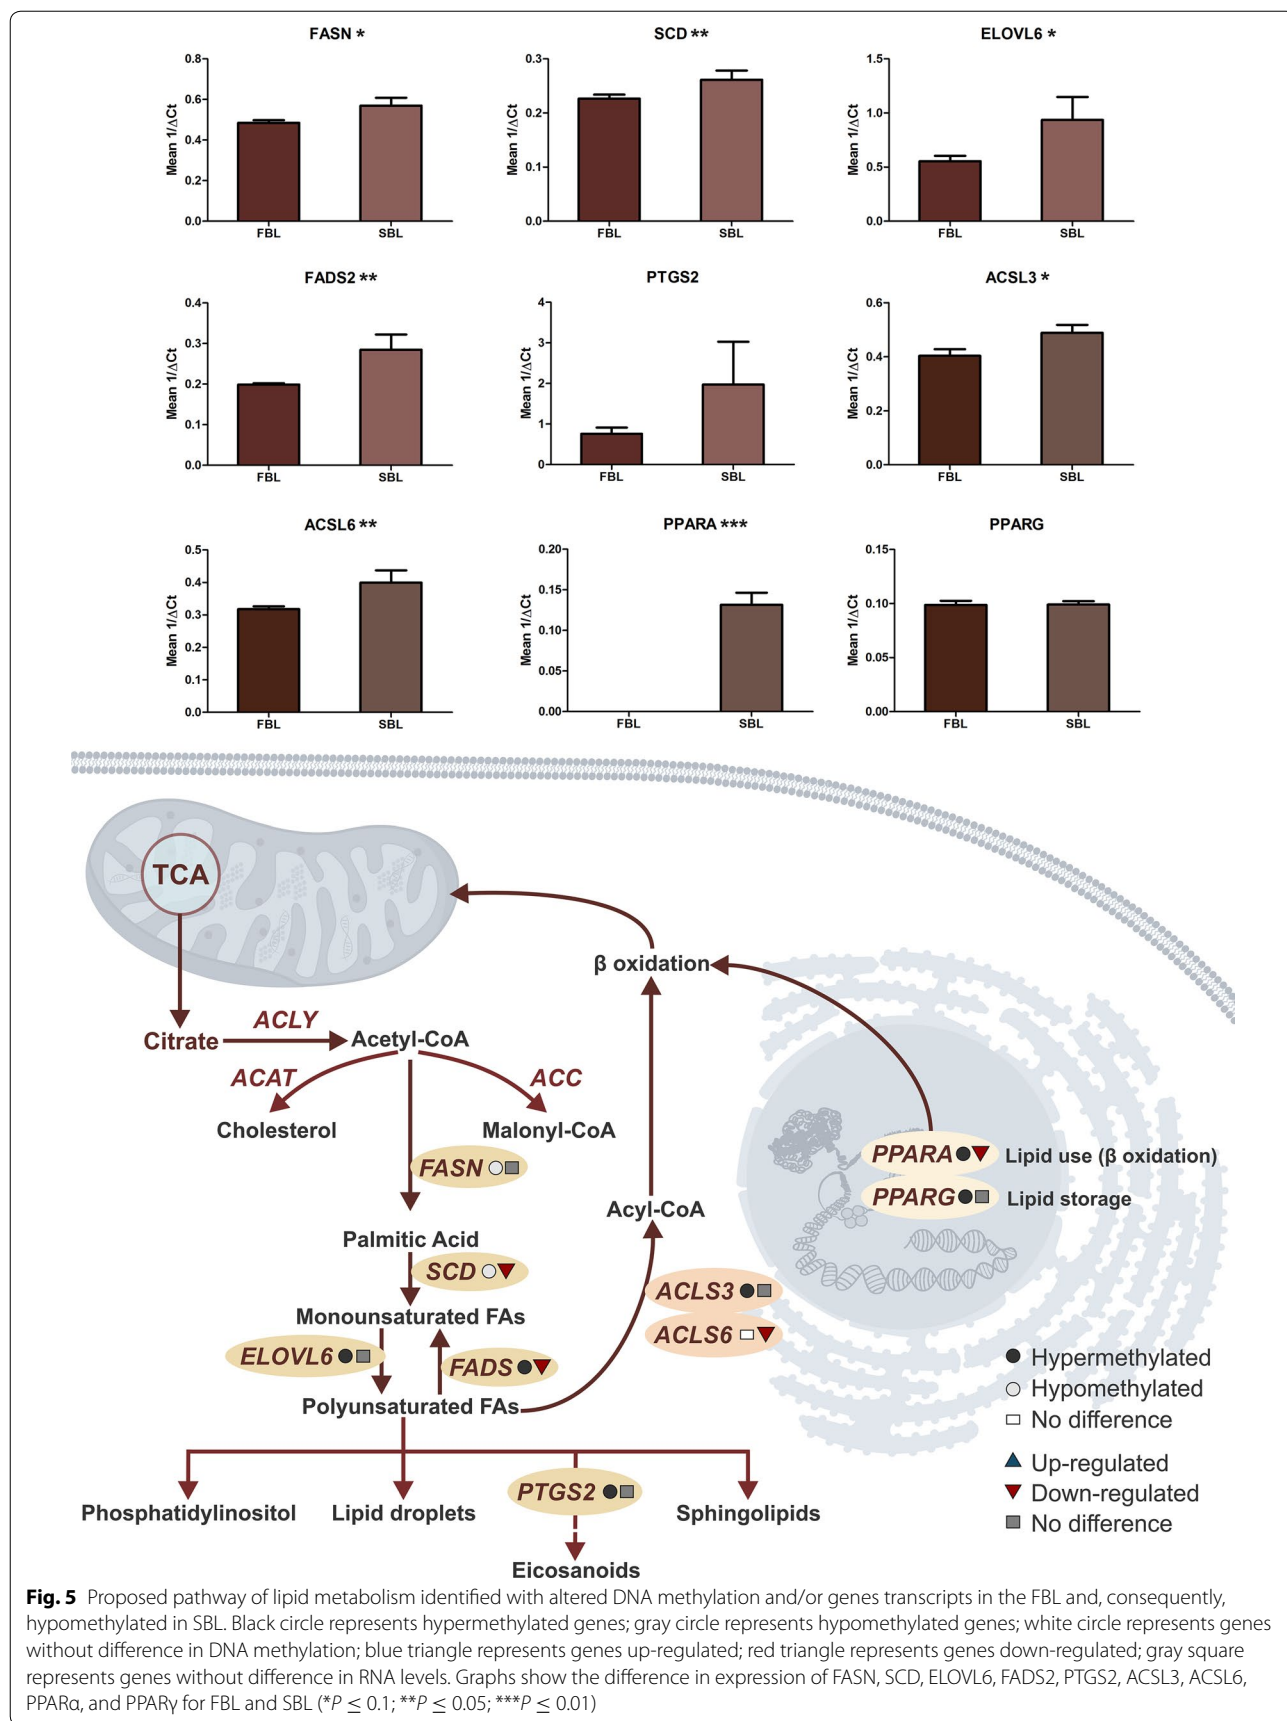 FASN *
SCD **
ELOVL6 *
Mean 1/ΔCt
0.8
0.6
0.4
0.2
0.0
FBL
SBL
Mean 1/ΔCt
0.3
0.2
0.1
0.0
FBL
SBL
Mean 1/ΔCt
1.5
1.0
0.5
0.0
FBL
SBL
FADS2 **
PTGS2
ACSL3 *
Mean 1/ΔCt
0.4
0.3
0.2
0.1
0.0
FBL
SBL
Mean 1/ΔCt
4
3
2
1
0
FBL
SBL
Mean 1/ΔCt
0.6
0.4
0.2
0.0
FBL
SBL
ACSL6 **
PPARA ***
PPARG
Mean 1/ΔCt
0.5
0.4
0.3
0.2
0.1
0.0
FBL
SBL
Mean 1/ΔCt
0.20
0.15
0.10
0.05
0.00
FBL
SBL
Mean 1/ΔCt
0.15
0.10
0.05
0.00
FBL
SBL
TCA
β oxidation
Citrate
ACLY
Acetyl-CoA
ACAT
ACC
Cholesterol
Malonyl-CoA
FASN
PPARA
Lipid use (β oxidation)
PPARG
Lipid storage
Acyl-CoA
Palmitic Acid
SCD
ACLS3
Monounsaturated FAs
ACLS6
ELOVL6
FADS
Polyunsaturated FAs
Hypermethylated
Hypomethylated
No difference
Up-regulated
Down-regulated
No difference
PTGS2
Phosphatidylinositol
Lipid droplets
Sphingolipids
Eicosanoids
Fig. 5 Proposed pathway of lipid metabolism identified with altered DNA methylation and/or genes transcripts in the FBL and, consequently,
hypomethylated in SBL. Black circle represents hypermethylated genes; gray circle represents hypomethylated genes; white circle represents genes
without difference in DNA methylation; blue triangle represents genes up-regulated; red triangle represents genes down-regulated; gray square
represents genes without difference in RNA levels. Graphs show the difference in expression of FASN, SCD, ELOVL6, FADS2, PTGS2, ACSL3, ACSL6,
PPARα, and PPARγ for FBL and SBL (*P ≤ 0.1; **P ≤ 0.05; ***P ≤ 0.01)